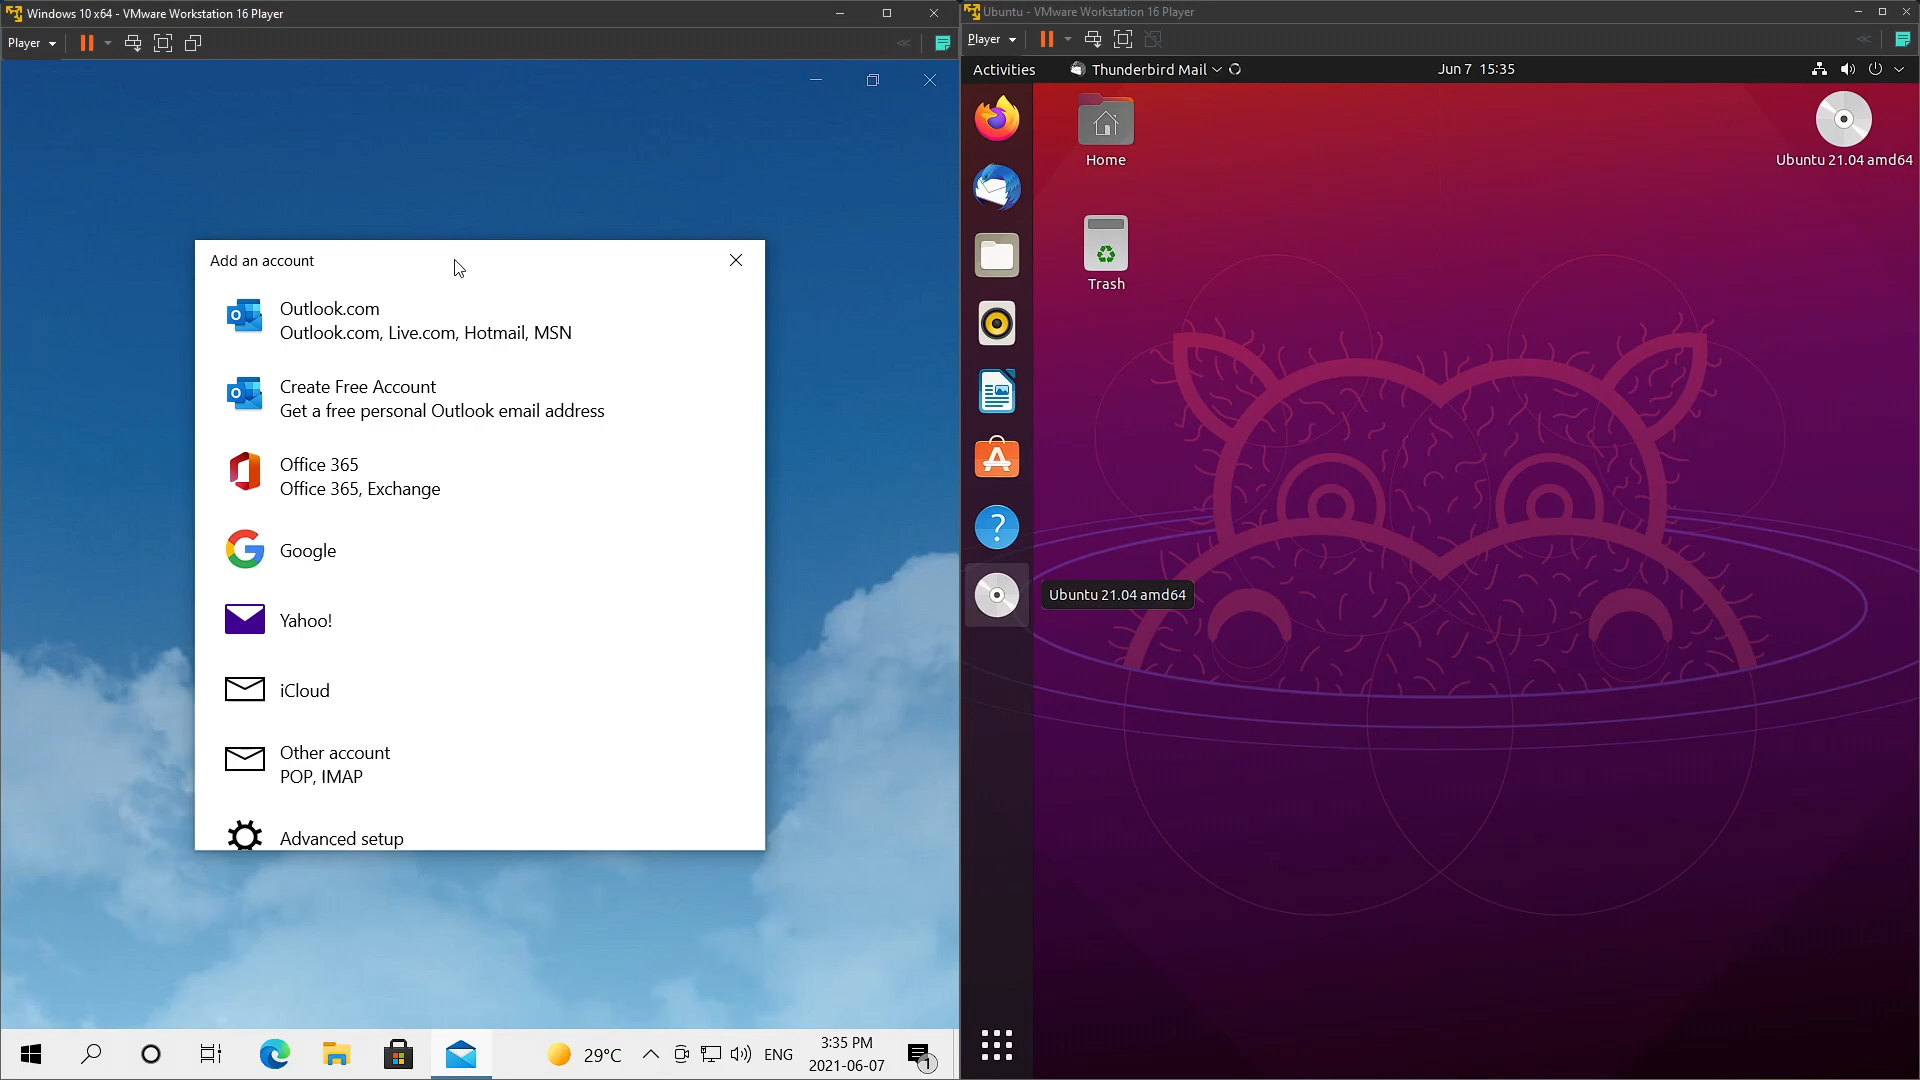 Windows 10 x64 - VMware Workstation 16 Player
Player
Add an account
Outlook.com
Outlook.com, Live.com, Hotmail, MSN
Create Free Account
Get a free personal Outlook email address
Office 365
Office 365, Exchange
Google
Yahoo!
iCloud
Other account
POP, IMAP
Advanced setup
29°C
ENG
3:35 PM
2021-06-07
1
Ubuntu - VMware Workstation 16 Player
Player
Activities
Thunderbird Mail
Jun 7 15:35
Home
Ubuntu 21.04 amd64
Trash
Ubuntu 21.04 amd64